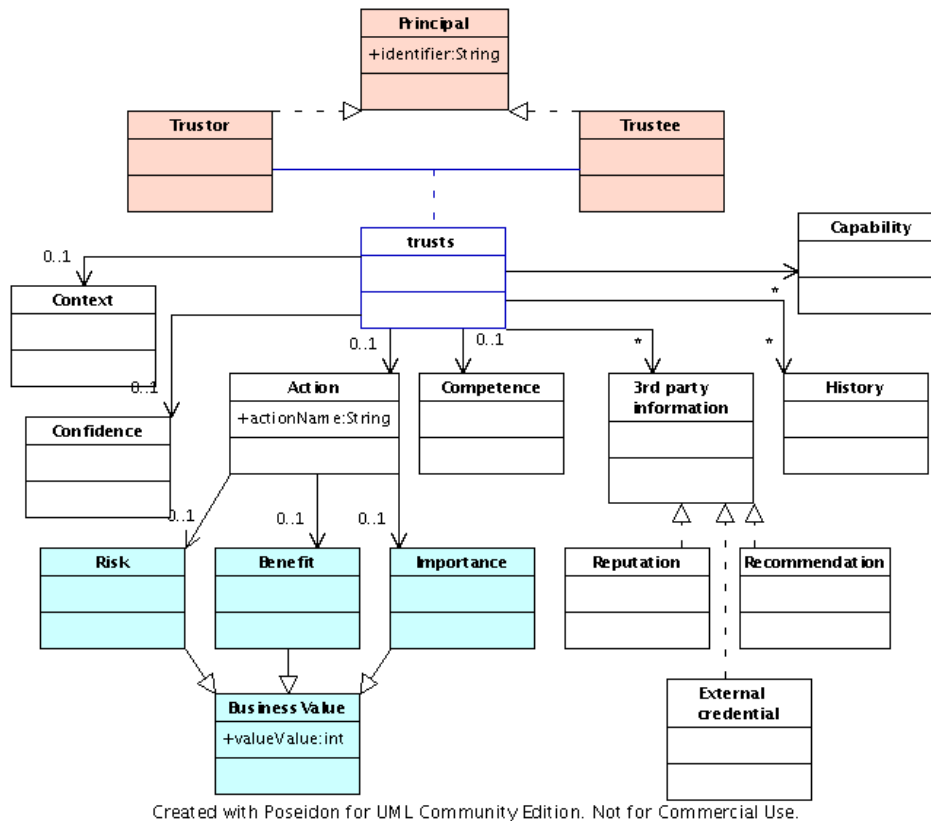 Principal
+identifier:String
Trustor
Trustee
trusts
Capability
0..1
Context
*
0..1
0..1
*
*
0..1
Action
+actionName:String
Competence
3rd party
information
History
Confidence
0..1
0..1
0..1
Risk
Benefit
Importance
Reputation
Recommendation
External
credential
Business Value
+valueValue:int
Created with Poseidon for UML Community Edition. Not for Commercial Use.